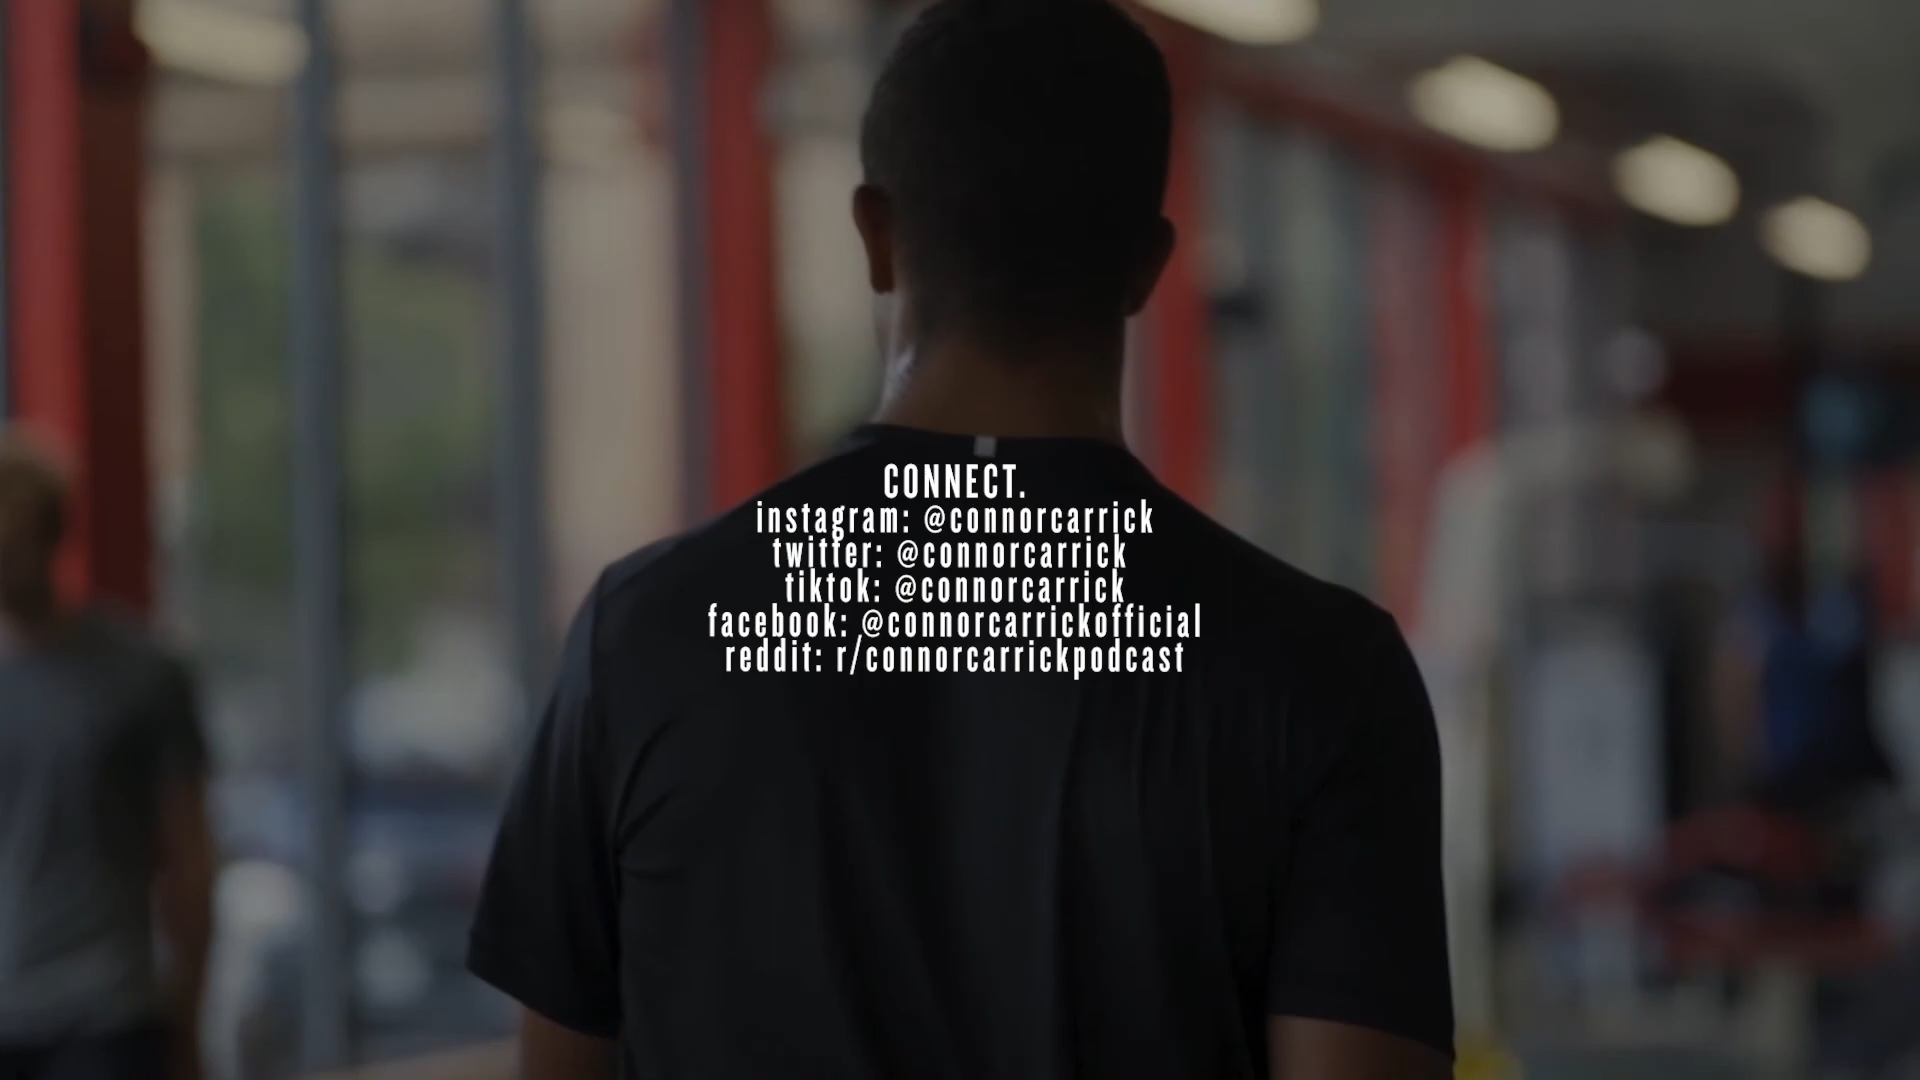 CONNECT.
instagram: @connorcarrick
twitter: @connorcarrick
tiktok: @connorcarrick
facebook: @connorcarrickofficial
reddit: r/connorcarrickpodcast